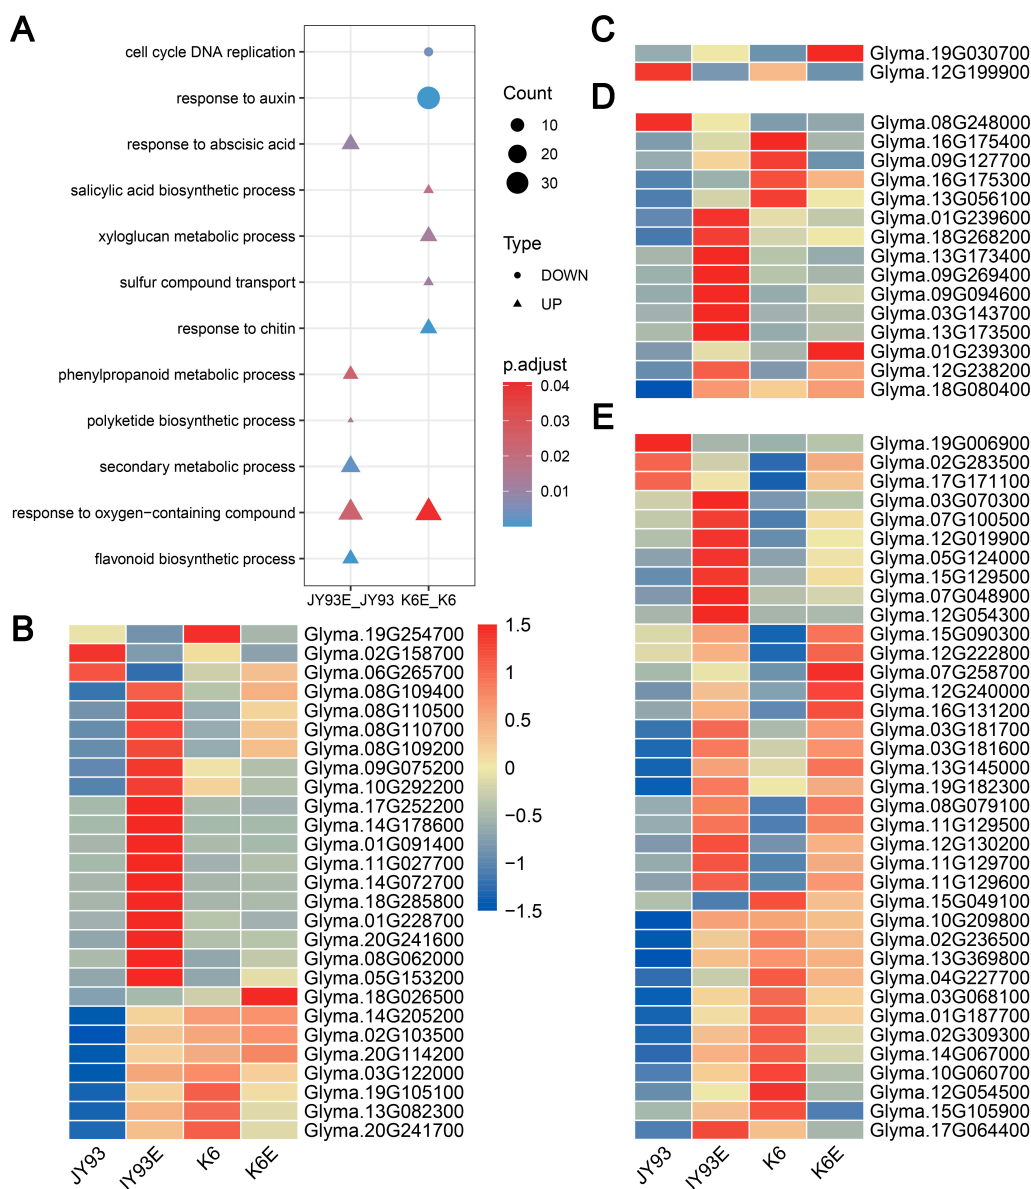 A
cell cycle DNA replication
response to auxin
response to abscisic acid
salicylic acid biosynthetic process
xyloglucan metabolic process
sulfur compound transport
response to chitin
phenylpropanoid metabolic process
polyketide biosynthetic process
secondary metabolic process
response to oxygen−containing compound
flavonoid biosynthetic process
JY93E_JY93 K6E_K6
Count
10
20
30
Type
DOWN
UP
p.adjust
0.04
0.03
0.02
0.01
B
Glyma.19G254700
Glyma.02G158700
Glyma.06G265700
Glyma.08G109400
Glyma.08G110500
Glyma.08G110700
Glyma.08G109200
Glyma.09G075200
Glyma.10G292200
Glyma.17G252200
Glyma.14G178600
Glyma.01G091400
Glyma.11G027700
Glyma.14G072700
Glyma.18G285800
Glyma.01G228700
Glyma.20G241600
Glyma.08G062000
Glyma.05G153200
Glyma.18G026500
Glyma.14G205200
Glyma.02G103500
Glyma.20G114200
Glyma.03G122000
Glyma.19G105100
Glyma.13G082300
Glyma.20G241700
JY93 IY93E K6 K6E
1.5
1
0.5
0
−0.5
−1
−1.5
C
Glyma.19G030700
Glyma.12G199900
D
Glyma.08G248000
Glyma.16G175400
Glyma.09G127700
Glyma.16G175300
Glyma.13G056100
Glyma.01G239600
Glyma.18G268200
Glyma.13G173400
Glyma.09G269400
Glyma.09G094600
Glyma.03G143700
Glyma.13G173500
Glyma.01G239300
Glyma.12G238200
Glyma.18G080400
E
Glyma.19G006900
Glyma.02G283500
Glyma.17G171100
Glyma.03G070300
Glyma.07G100500
Glyma.12G019900
Glyma.05G124000
Glyma.15G129500
Glyma.07G048900
Glyma.12G054300
Glyma.15G090300
Glyma.12G222800
Glyma.07G258700
Glyma.12G240000
Glyma.16G131200
Glyma.03G181700
Glyma.03G181600
Glyma.13G145000
Glyma.19G182300
Glyma.08G079100
Glyma.11G129500
Glyma.12G130200
Glyma.11G129700
Glyma.11G129600
Glyma.15G049100
Glyma.10G209800
Glyma.02G236500
Glyma.13G369800
Glyma.04G227700
Glyma.03G068100
Glyma.01G187700
Glyma.02G309300
Glyma.14G067000
Glyma.10G060700
Glyma.12G054500
Glyma.15G105900
Glyma.17G064400
JY93 IY93E K6 K6E